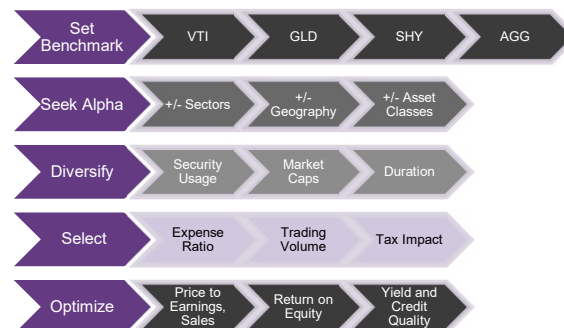 Set
Benchmark
VTI
GLD
SHY
AGG
Seek Alpha
+/- Sectors
+/-
Geography
+/- Asset
Classes
Diversify
Security
Usage
Market
Caps
Duration
Select
Expense
Ratio
Trading
Volume
Tax Impact
Optimize
Price to
Earnings,
Sales
Return on
Equity
Yield and
Credit
Quality